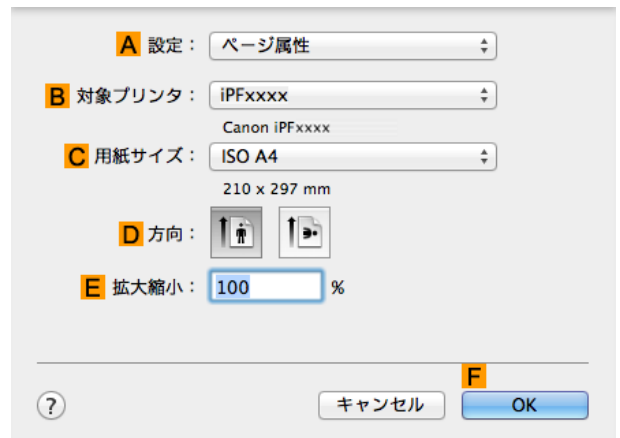 A 設定： ページ属性
B 対象プリンタ： iPFxxxx
Canon iPFxxxx
C 用紙サイズ： ISO A4
210 x 297 mm
D 方向：
E 拡大縮小： 100 %
F
? キャンセル OK